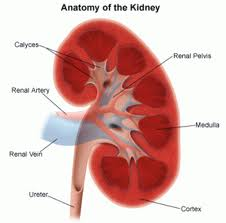 Anatomy of the Kidney
Calyces
Renal Pelvis
Renal Artery
Medulla
Renal Vein
Ureter
Cortex